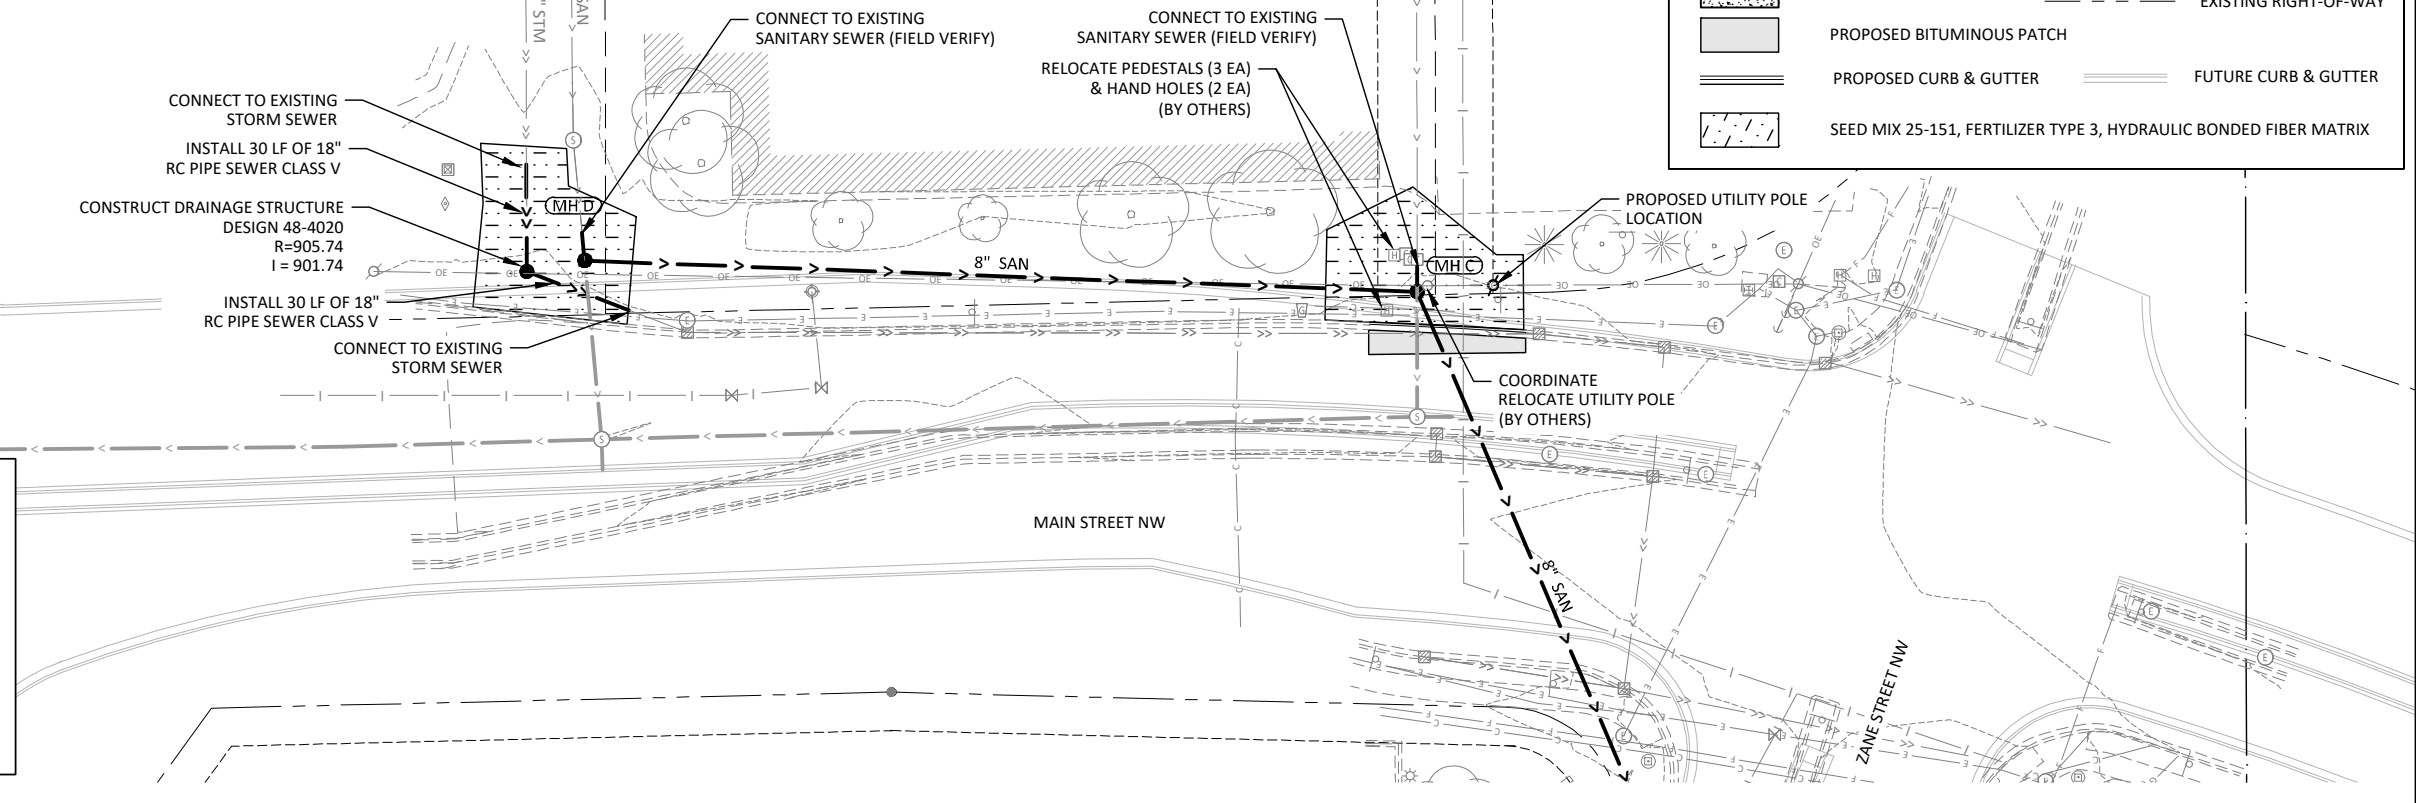 " STM
SAN
CONNECT TO EXISTING
SANITARY SEWER (FIELD VERIFY)
CONNECT TO EXISTING
SANITARY SEWER (FIELD VERIFY)
RELOCATE PEDESTALS (3 EA)
& HAND HOLES (2 EA)
(BY OTHERS)
EXISTING RIGHT-OF-WAY
PROPOSED BITUMINOUS PATCH
PROPOSED CURB & GUTTER
FUTURE CURB & GUTTER
SEED MIX 25-151, FERTILIZER TYPE 3, HYDRAULIC BONDED FIBER MATRIX
CONNECT TO EXISTING
STORM SEWER
INSTALL 30 LF OF 18"
RC PIPE SEWER CLASS V
CONSTRUCT DRAINAGE STRUCTURE
DESIGN 48-4020
R=905.74
I = 901.74
INSTALL 30 LF OF 18"
RC PIPE SEWER CLASS V
CONNECT TO EXISTING
STORM SEWER
MH D
8" SAN
MH C
PROPOSED UTILITY POLE
LOCATION
COORDINATE
RELOCATE UTILITY POLE
(BY OTHERS)
MAIN STREET NW
8" SAN
ZANE STREET NW